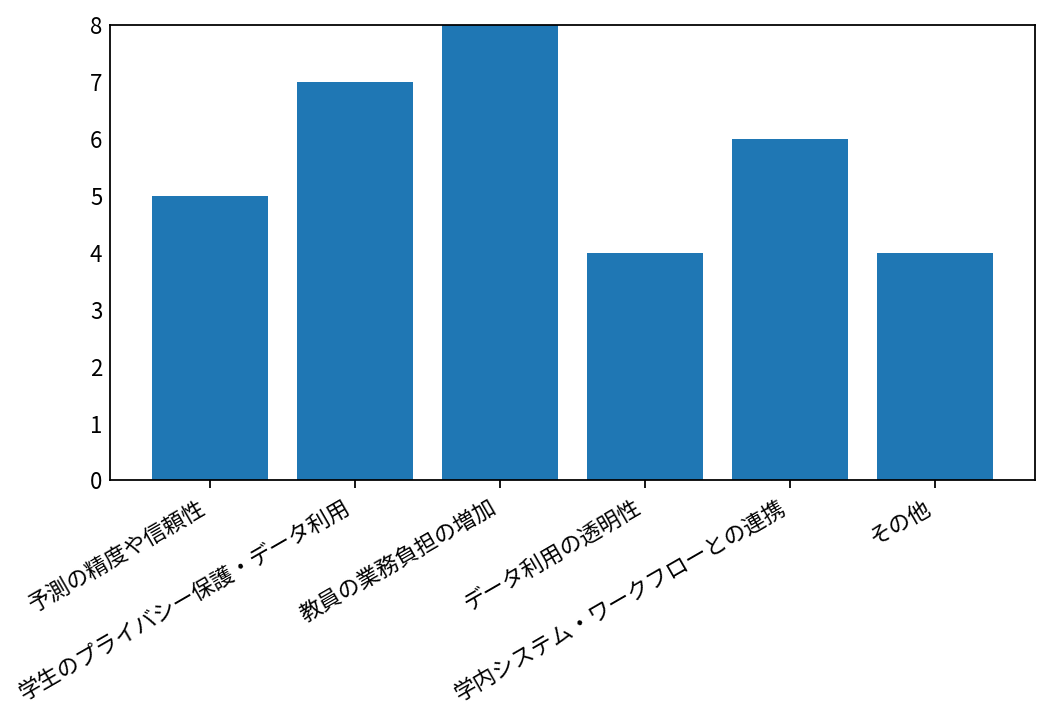 8
7
6
5
4
3
2
1
0
予測の精度や信頼性
学生のプライバシー保護・データ利用
教員の業務負担の増加
データ利用の透明性
学内システム・ワークフローとの連携
その他